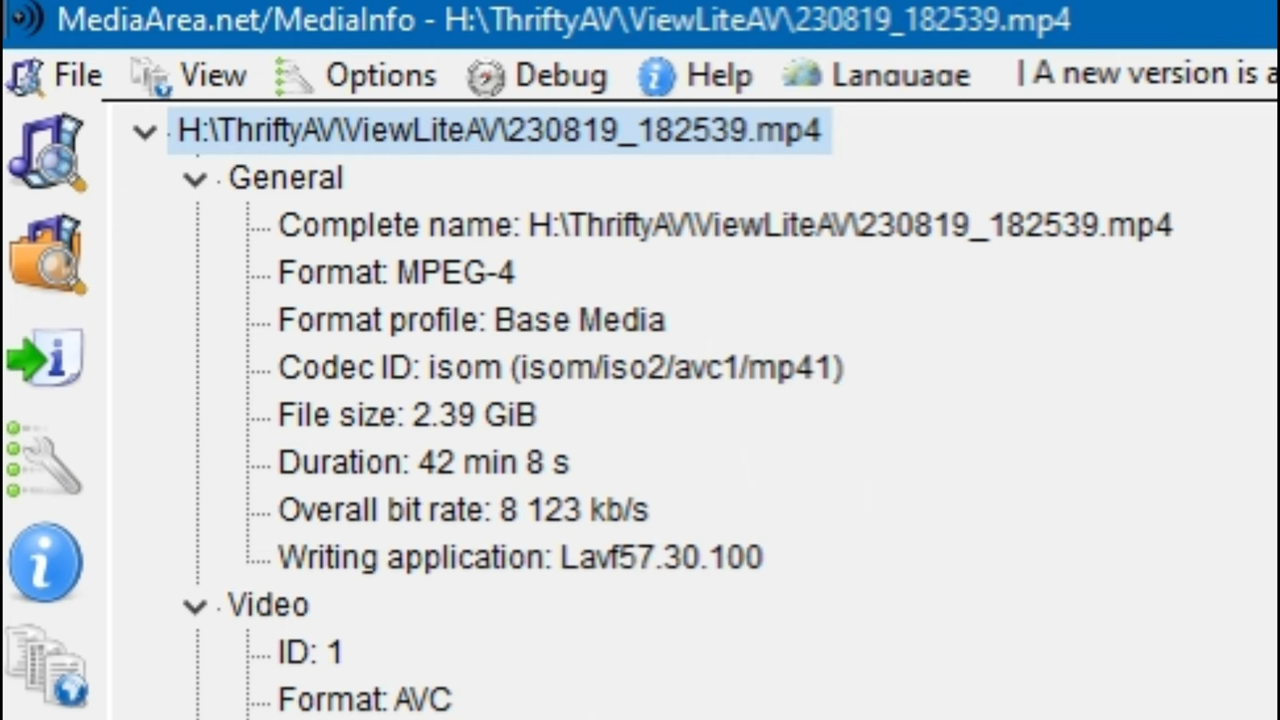 MediaArea.net/MediaInfo - H:\ThriftyAV\ViewLiteAV\230819_182539.mp4
File View Options Debug Help Language | A new version is a
H:\ThriftyAV\ViewLiteAV\230819_182539.mp4
General
Complete name: H:\ThriftyAV\ViewLiteAV\230819_182539.mp4
Format: MPEG-4
Format profile: Base Media
Codec ID: isom (isom/iso2/avc1/mp41)
File size: 2.39 GiB
Duration: 42 min 8 s
Overall bit rate: 8 123 kb/s
Writing application: Lavf57.30.100
Video
ID: 1
Format: AVC